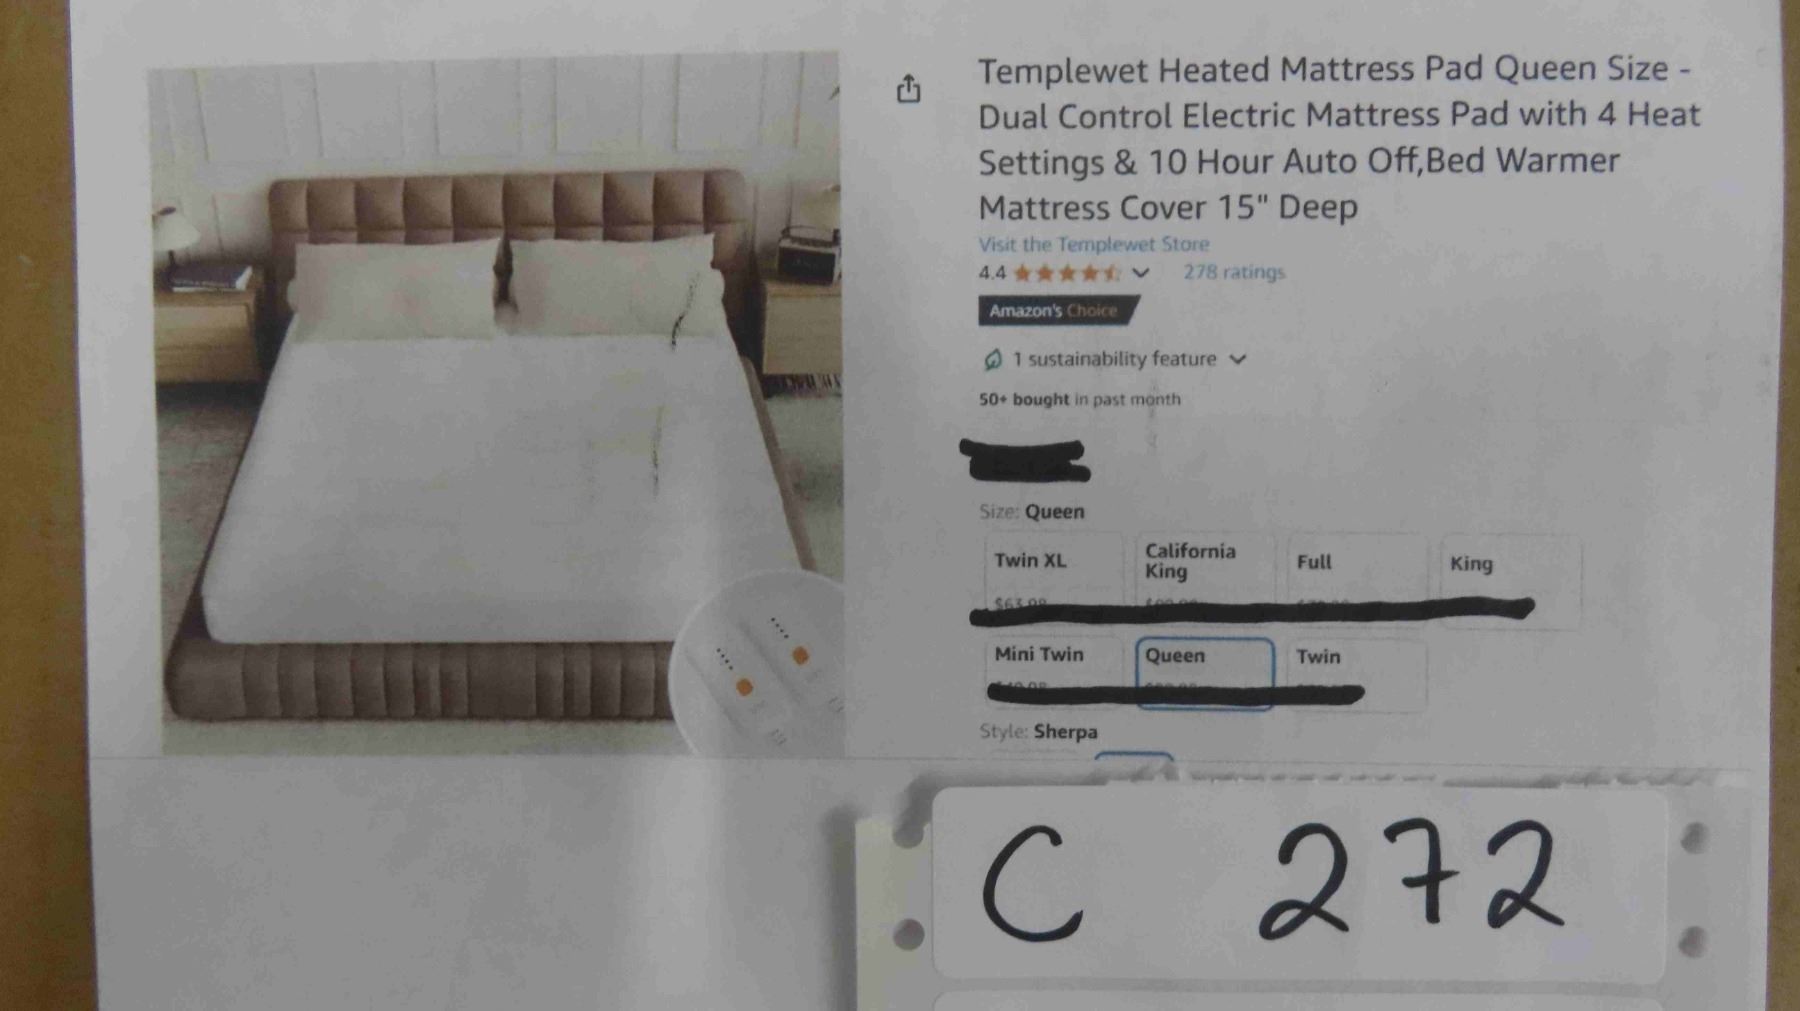 Templewet Heated Mattress Pad Queen Size -
Dual Control Electric Mattress Pad with 4 Heat
Settings & 10 Hour Auto Off,Bed Warmer
Mattress Cover 15" Deep
Visit the Templewet Store
4.4 278 ratings
Amazon's Choice
1 sustainability feature
50+ bought in past month
Size: Queen
Twin XL California King Full King
$63.98
Mini Twin Queen Twin
Style: Sherpa
C 272